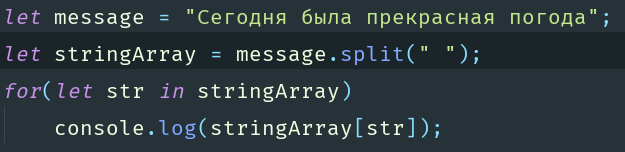 let message = "Сегодня была прекрасная погода";
let stringArray = message.split(" ");
for(let str in stringArray)
    console.log(stringArray[str]);